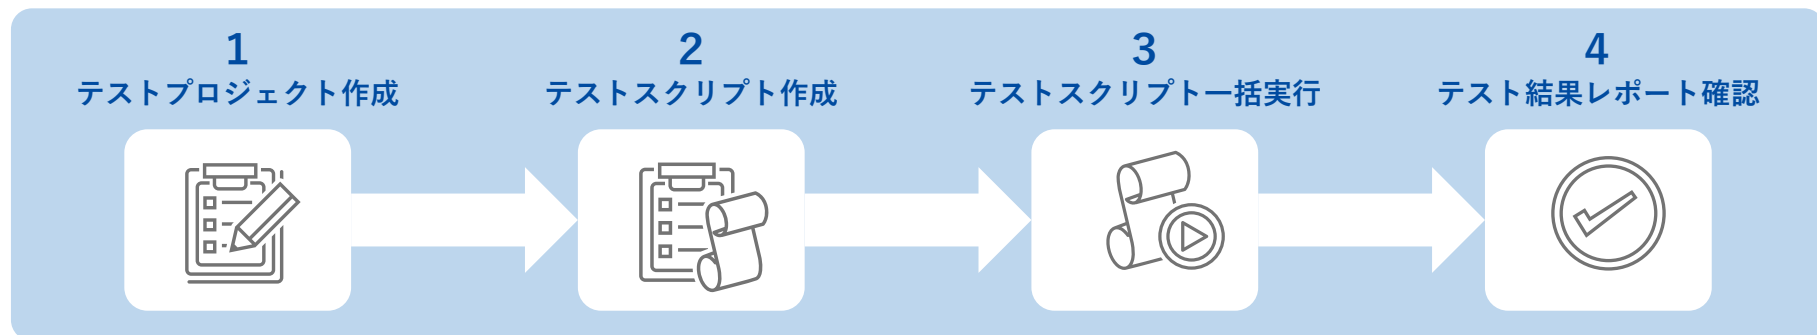 1
テストプロジェクト作成
2
テストスクリプト作成
3
テストスクリプト一括実行
4
テスト結果レポート確認